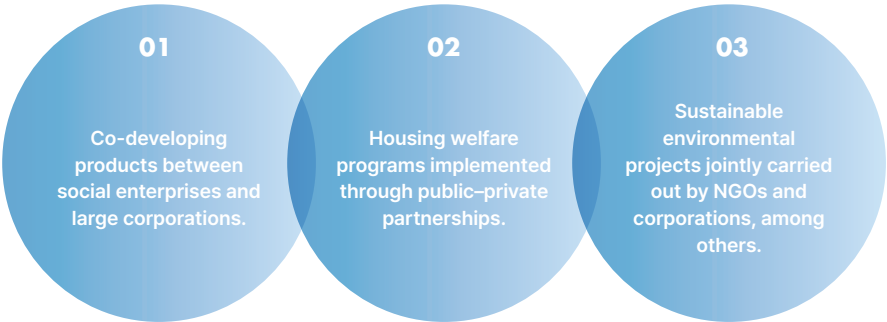 01
Co-developing
products between
social enterprises and
large corporations.
02
Housing welfare
programs implemented
through public–private
partnerships.
03
Sustainable
environmental
projects jointly carried
out by NGOs and
corporations, among
others.